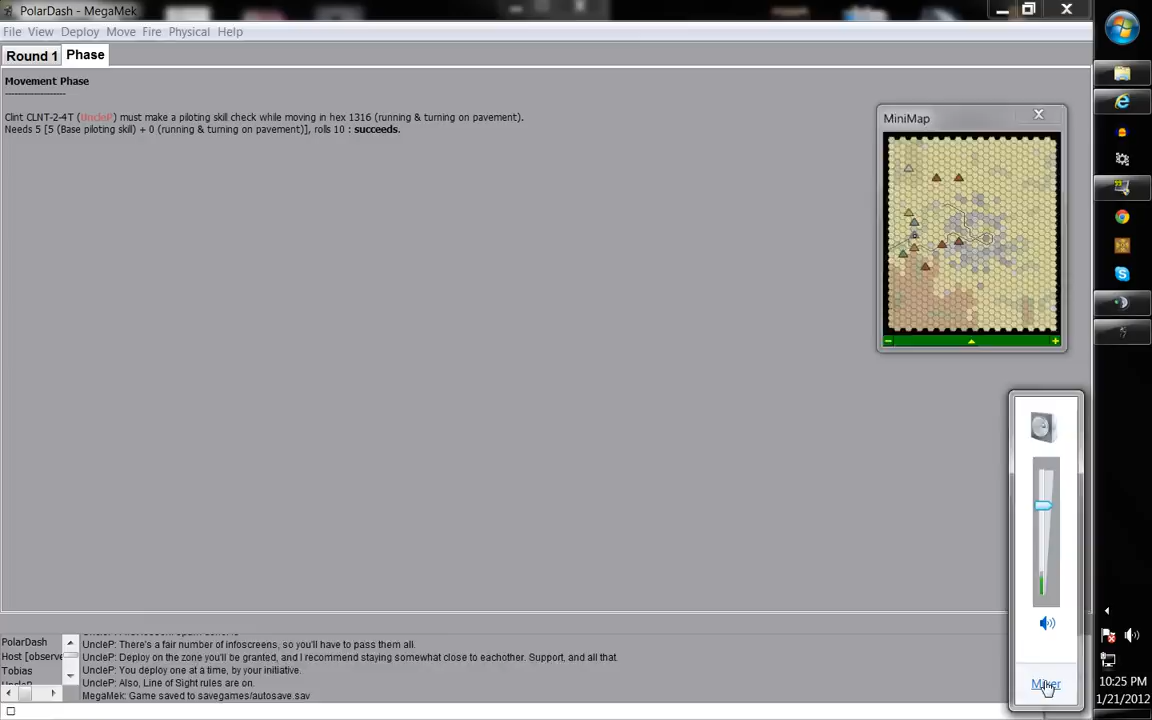 PolarDash - MegaMek
File View Deploy Move Fire Physical Help
Round 1 Phase
Movement Phase
--------------------
Clint CLNT-2-4T (UncleP) must make a piloting skill check while moving in hex 1316 (running & turning on pavement).
Needs 5 [5 (Base piloting skill) + 0 (running & turning on pavement)], rolls 10 : succeeds.
MiniMap
Mixer
PolarDash
Host [observe
Tobias
UncleP
UncleP: There's a fair number of infoscreens, so you'll have to pass them all.
UncleP: Deploy on the zone you'll be granted, and I recommend staying somewhat close to eachother. Support, and all that.
UncleP: You deploy one at a time, by your initiative.
UncleP: Also, Line of Sight rules are on.
MegaMek: Game saved to savegames/autosave.sav
10:25 PM
1/21/2012